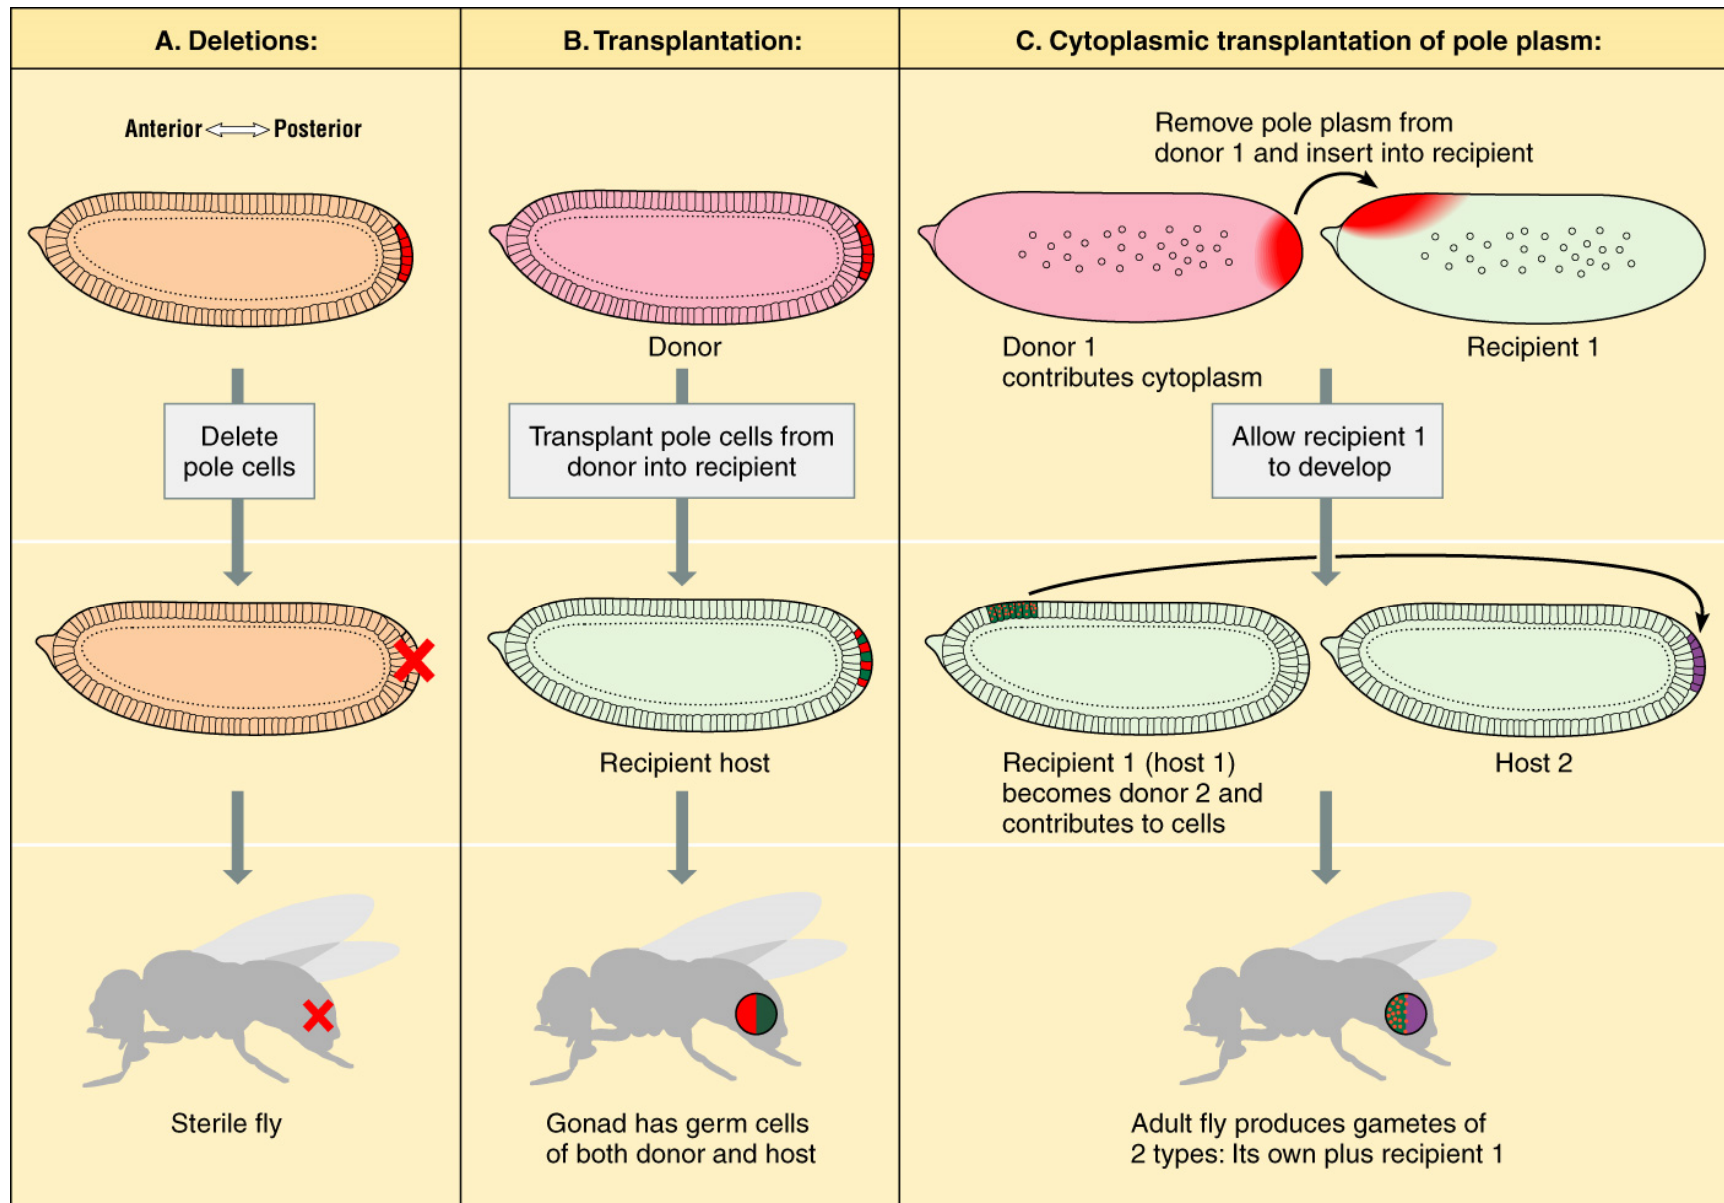 A. Deletions:
B. Transplantation:
C. Cytoplasmic transplantation of pole plasm:
Anterior Posterior
Delete
pole cells
Sterile fly
Donor
Transplant pole cells from
donor into recipient
Recipient host
Gonad has germ cells
of both donor and host
Remove pole plasm from
donor 1 and insert into recipient
Donor 1
contributes cytoplasm
Recipient 1
Allow recipient 1
to develop
Recipient 1 (host 1)
becomes donor 2 and
contributes to cells
Host 2
Adult fly produces gametes of
2 types: Its own plus recipient 1